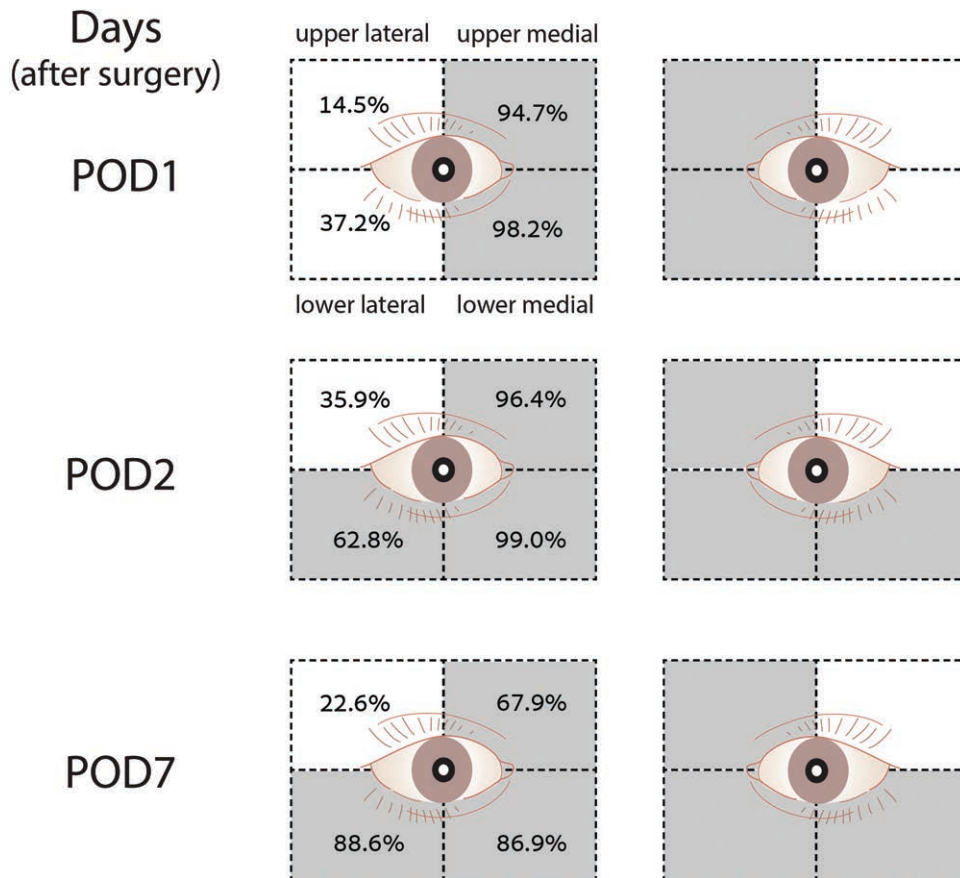 Days
(after surgery)
upper lateral upper medial
14.5% 94.7%
POD1
37.2% 98.2%
lower lateral lower medial
35.9% 96.4%
POD2
62.8% 99.0%
22.6% 67.9%
POD7
88.6% 86.9%